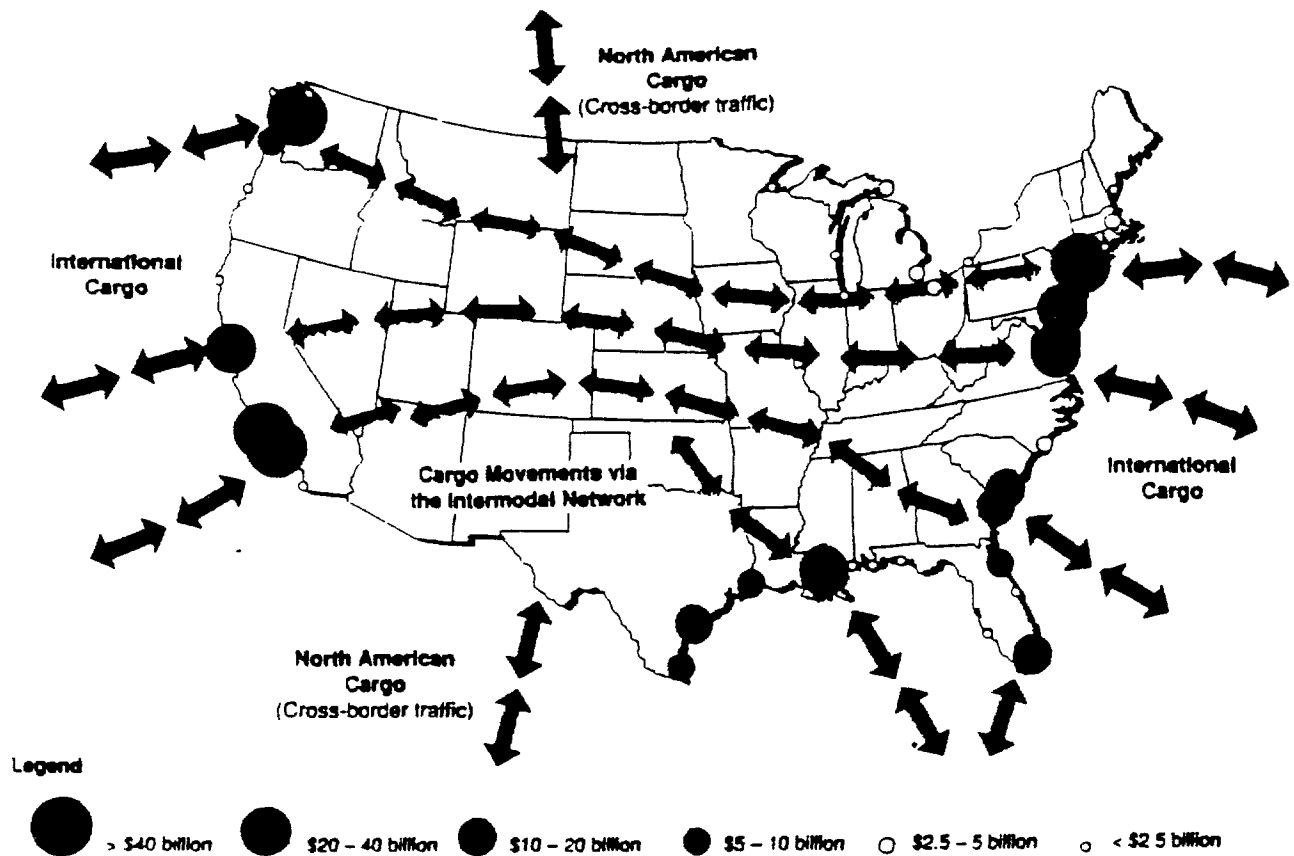 North American
Cargo
(Cross-border traffic)
International
Cargo
Cargo Movements via
the Intermodal Network
International
Cargo
North American
Cargo
(Cross-border traffic)
Legend
> $40 billion
$20 – 40 billion
$10 – 20 billion
$5 – 10 billion
$2.5 – 5 billion
< $2 5 billion